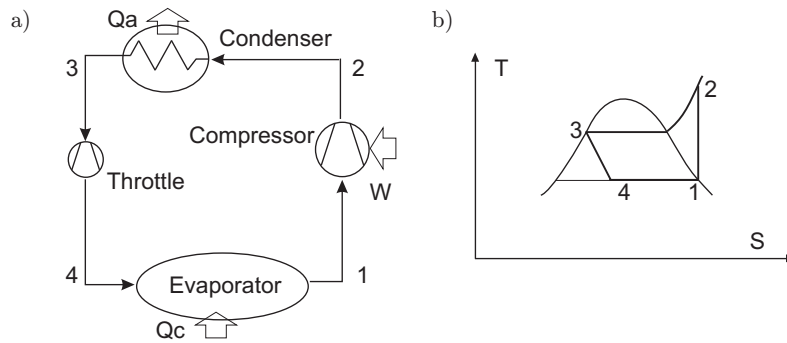 a)
Qa
Condenser
3
2
Compressor
Throttle
W
4
Evaporator
1
Qc
b)
T
2
3
4
1
S